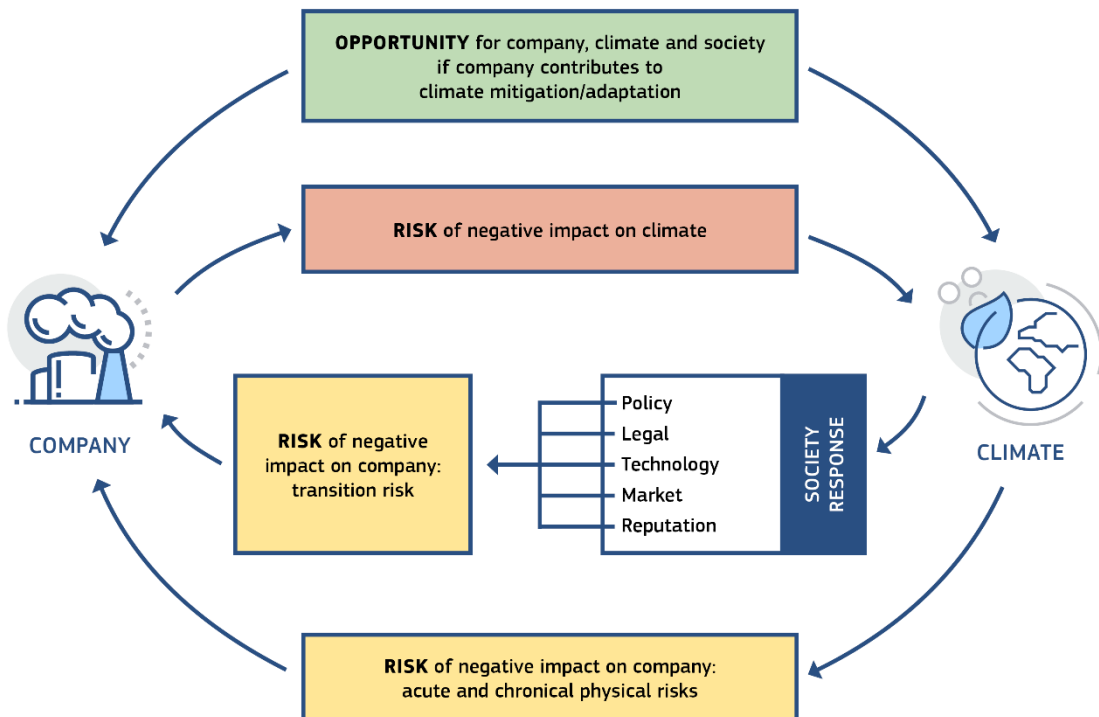 OPPORTUNITY for company, climate and society
if company contributes to
climate mitigation/adaptation
RISK of negative impact on climate
COMPANY
RISK of negative
impact on company:
transition risk
Policy
Legal
Technology
Market
Reputation
SOCIETY
RESPONSE
CLIMATE
RISK of negative impact on company:
acute and chronical physical risks